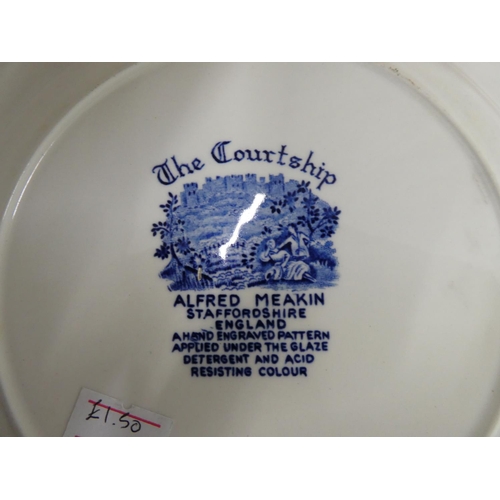 The Courtship
ALFRED MEAKIN
STAFFORDSHIRE
ENGLAND
A HAND ENGRAVED PATTERN
APPLIED UNDER THE GLAZE
DETERGENT AND ACID
RESISTING COLOUR
£1.50